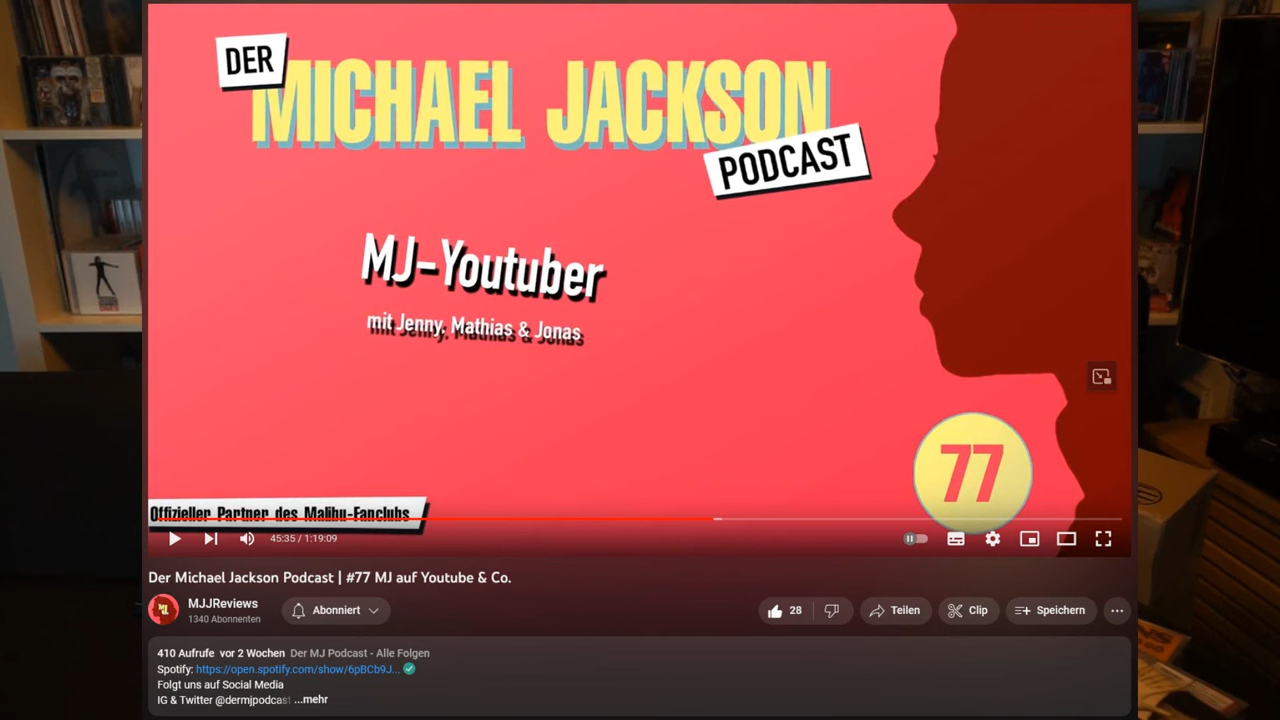 DER
MICHAEL JACKSON
PODCAST
MJ-Youtuber
mit Jenny, Mathias & Jonas
77
Offizieller Partner des Malibu-Fanclubs
45:35 / 1:19:09
Der Michael Jackson Podcast | #77 MJ auf Youtube & Co.
MJJReviews
1340 Abonnenten
Abonniert
28
Teilen
Clip
Speichern
410 Aufrufe vor 2 Wochen Der MJ Podcast - Alle Folgen
Spotify: https://open.spotify.com/show/6pBCb9J...
Folgt uns auf Social Media
IG & Twitter @dermjpodcast ...mehr